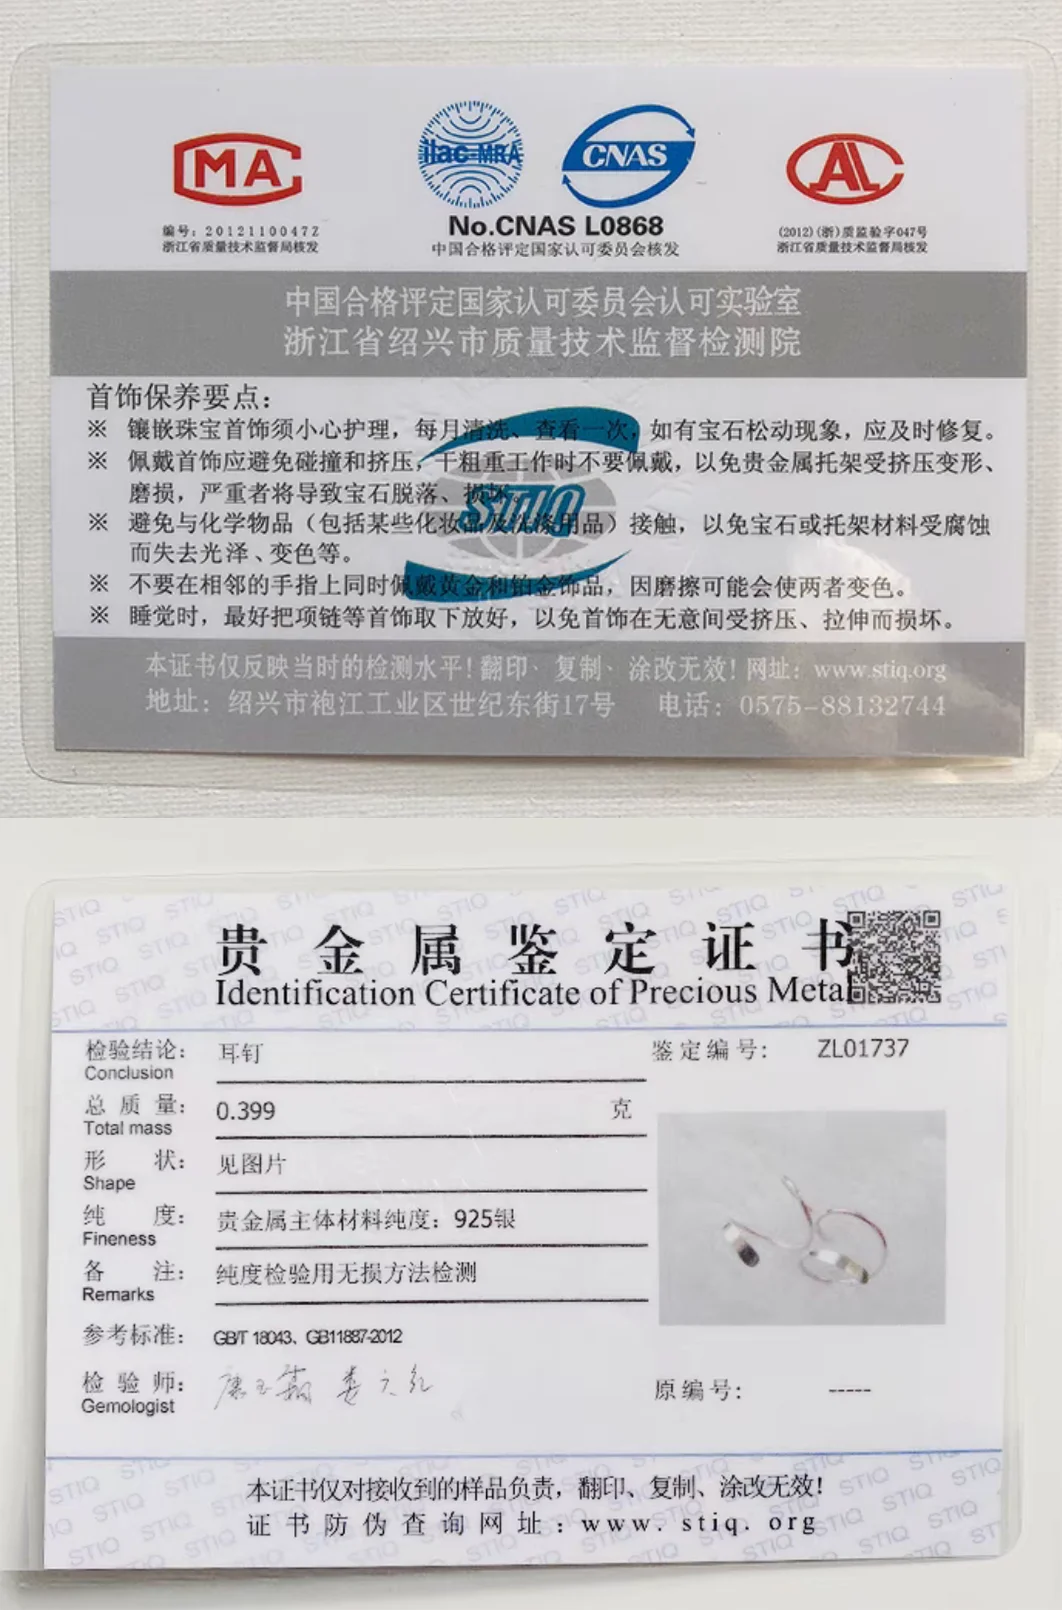 MA
ilac-MRA
CNAS
AL
编号：2012110047Z
浙江省质量技术监督局核发
No.CNAS L0868
中国合格评定国家认可委员会核发
(2012)(浙)质监验字047号
浙江省质量技术监督局核发
中国合格评定国家认可委员会认可实验室
浙江省绍兴市质量技术监督检测院
首饰保养要点：
※ 镶嵌珠宝首饰须小心护理，每月清洗、查看一次，如有宝石松动现象，应及时修复。
※ 佩戴首饰应避免碰撞和挤压，干粗重工作时不要佩戴，以免贵金属托架受挤压变形、
磨损，严重者将导致宝石脱落、损坏。
STIQ
※ 避免与化学物品（包括某些化妆品及洗涤用品）接触，以免宝石或托架材料受腐蚀
而失去光泽、变色等。
※ 不要在相邻的手指上同时佩戴黄金和铂金饰品，因磨擦可能会使两者变色。
※ 睡觉时，最好把项链等首饰取下放好，以免首饰在无意间受挤压、拉伸而损坏。
本证书仅反映当时的检测水平！翻印、复制、涂改无效！网址：www.stiq.org
地址：绍兴市袍江工业区世纪东街17号 电话：0575-88132744
贵金属鉴定证书
Identification Certificate of Precious Metal
检验结论： 耳钉
Conclusion
鉴定编号： ZL01737
总质量： 0.399 克
Total mass
形状： 见图片
Shape
纯度： 贵金属主体材料纯度：925银
Fineness
备注： 纯度检验用无损方法检测
Remarks
参考标准： GB/T 18043、GB11887-2012
检验师：
Gemologist
原编号： -----
本证书仅对接收到的样品负责，翻印、复制、涂改无效！
证书防伪查询网址：www.stiq.org